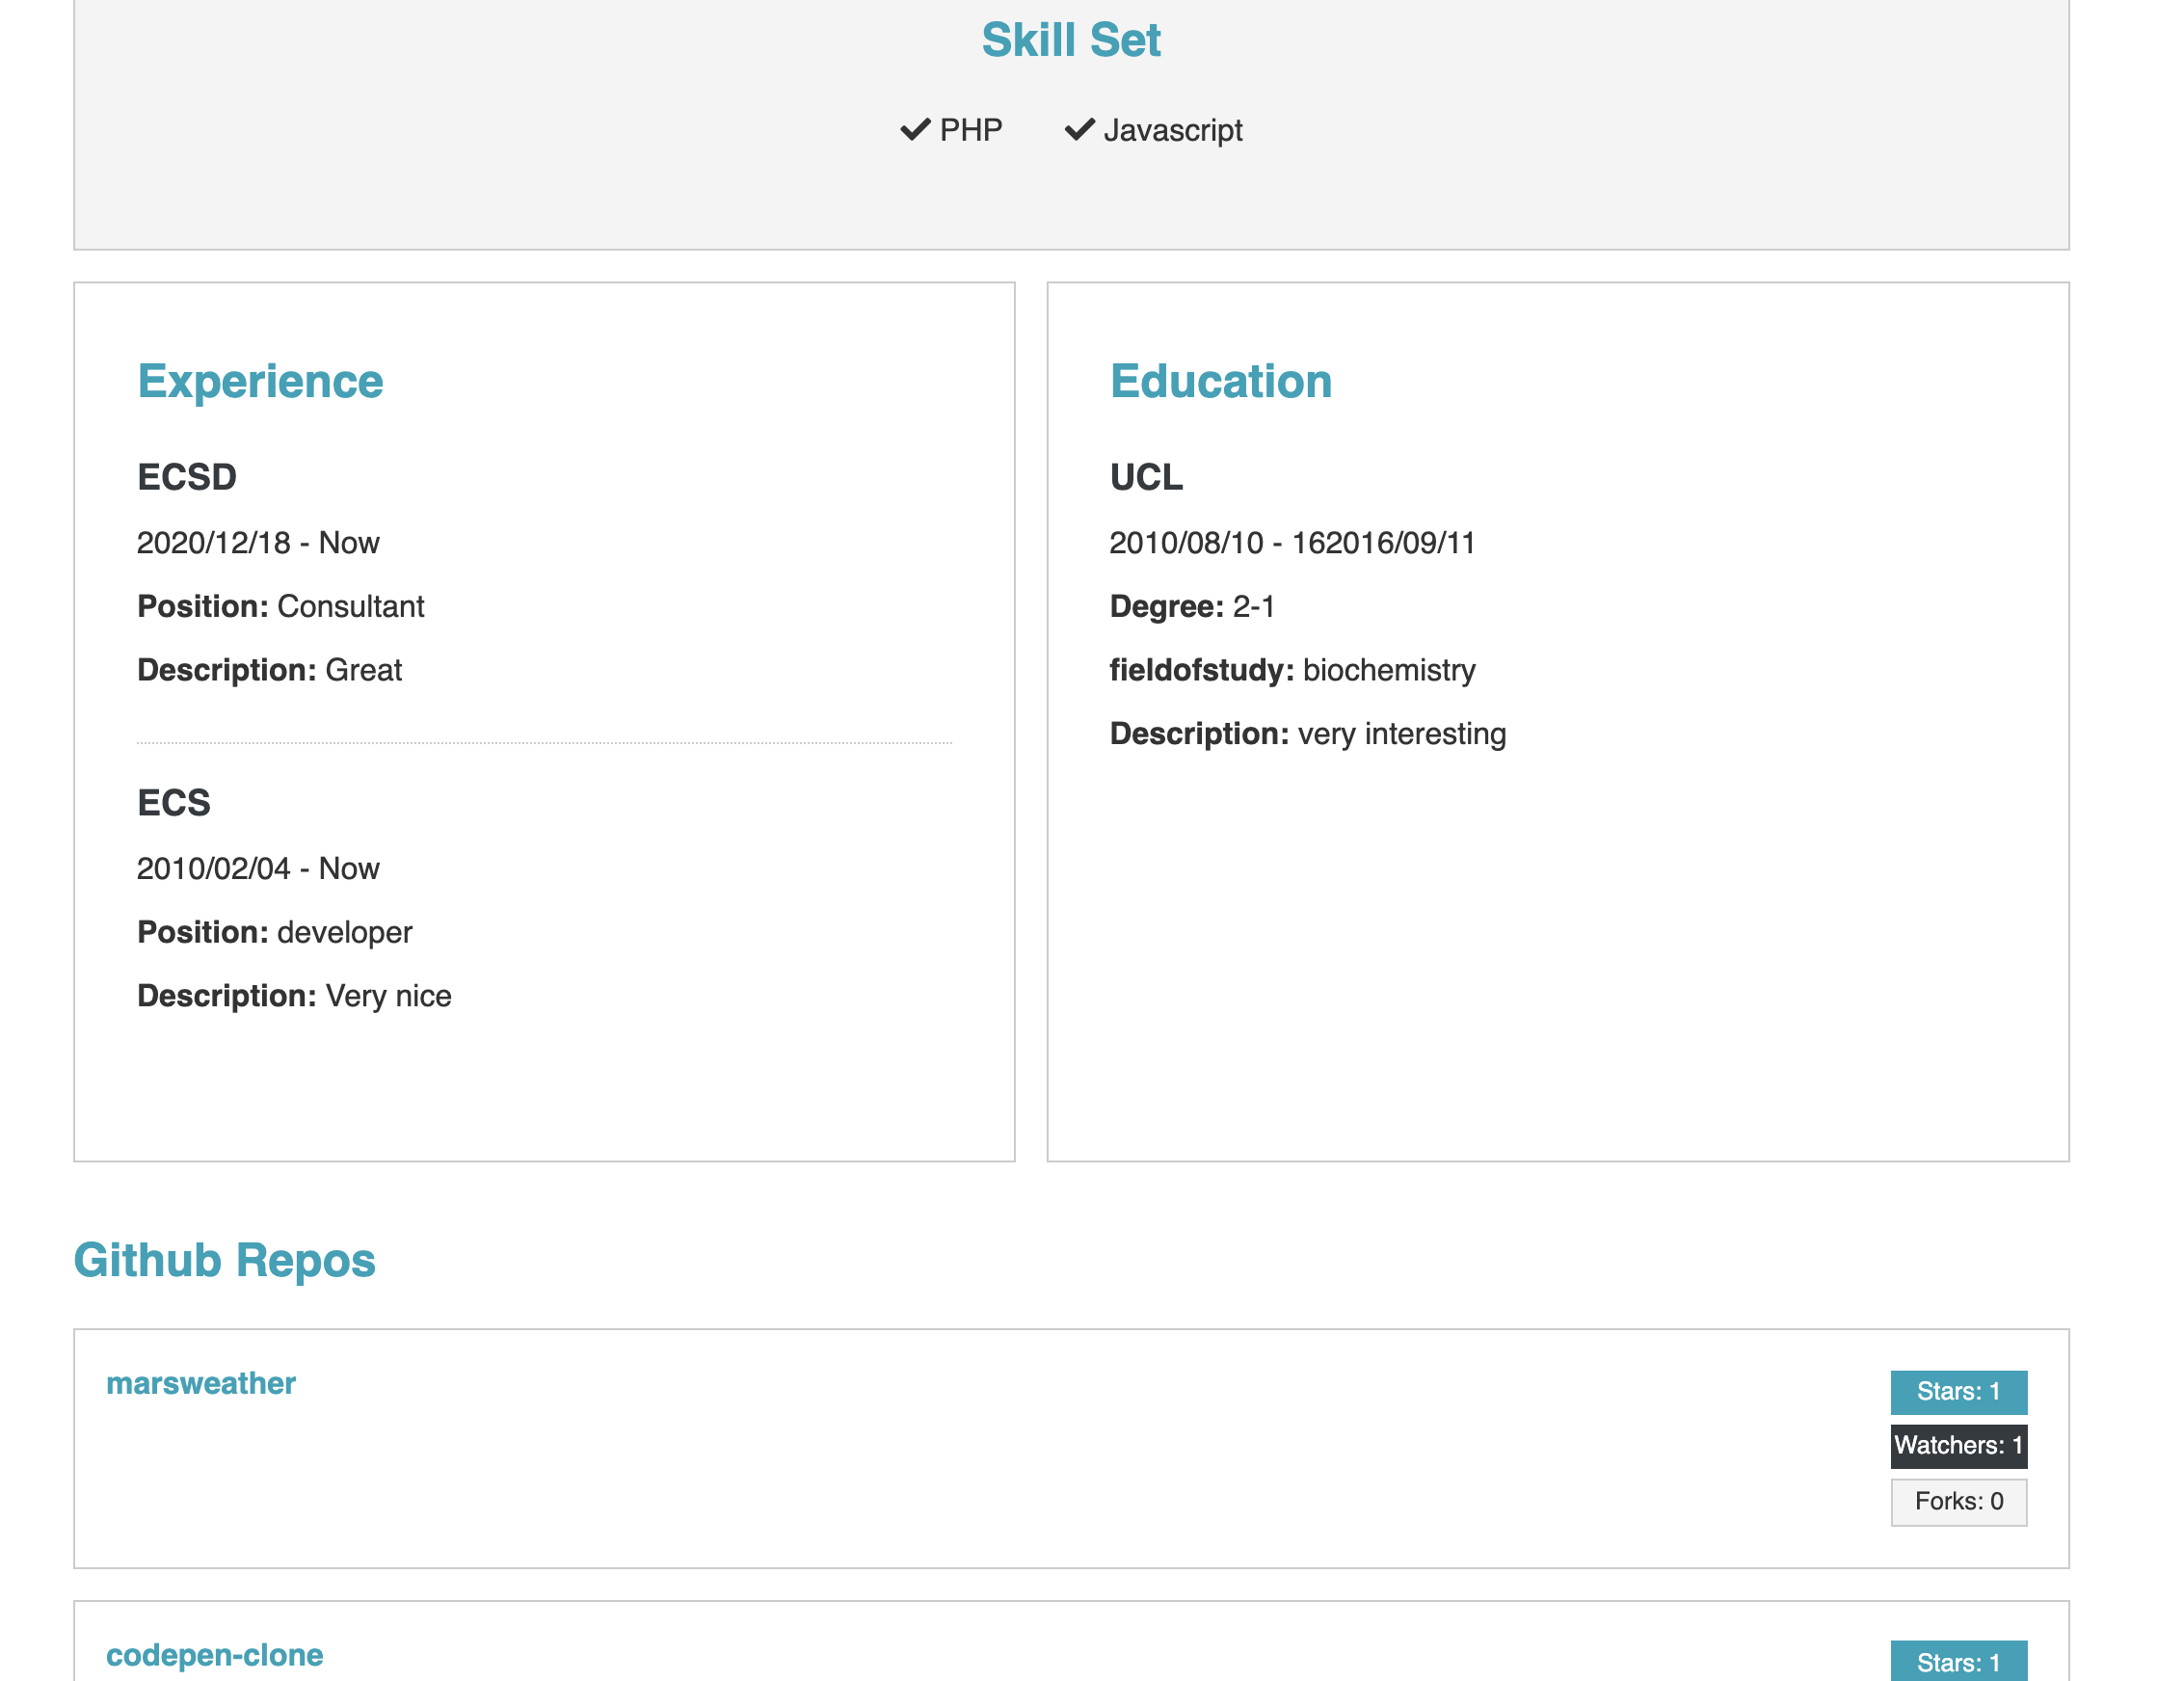 Skill Set
PHP Javascript
Experience
ECSD
2020/12/18 - Now
Position: Consultant
Description: Great
ECS
2010/02/04 - Now
Position: developer
Description: Very nice
Education
UCL
2010/08/10 - 162016/09/11
Degree: 2-1
fieldofstudy: biochemistry
Description: very interesting
Github Repos
marsweather
Stars: 1
Watchers: 1
Forks: 0
codepen-clone
Stars: 1